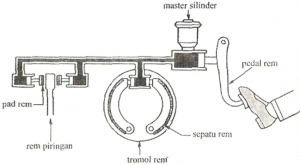 master silinder
pedal rem
pad rem
sepatu rem
rem piringan
tromol rem